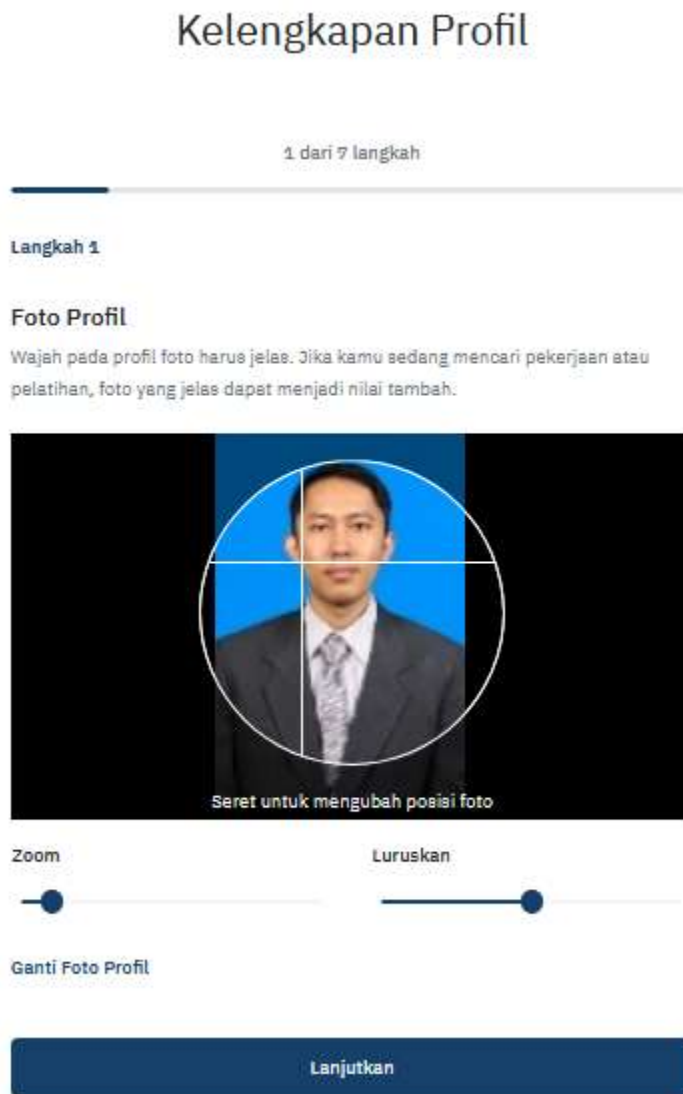 Kelengkapan Profil
1 dari 7 langkah
Langkah 1
Foto Profil
Wajah pada profil foto harus jelas. Jika kamu sedang mencari pekerjaan atau
pelatihan, foto yang jelas dapat menjadi nilai tambah.
Seret untuk mengubah posisi foto
Zoom
Luruskan
Ganti Foto Profil
Lanjutkan